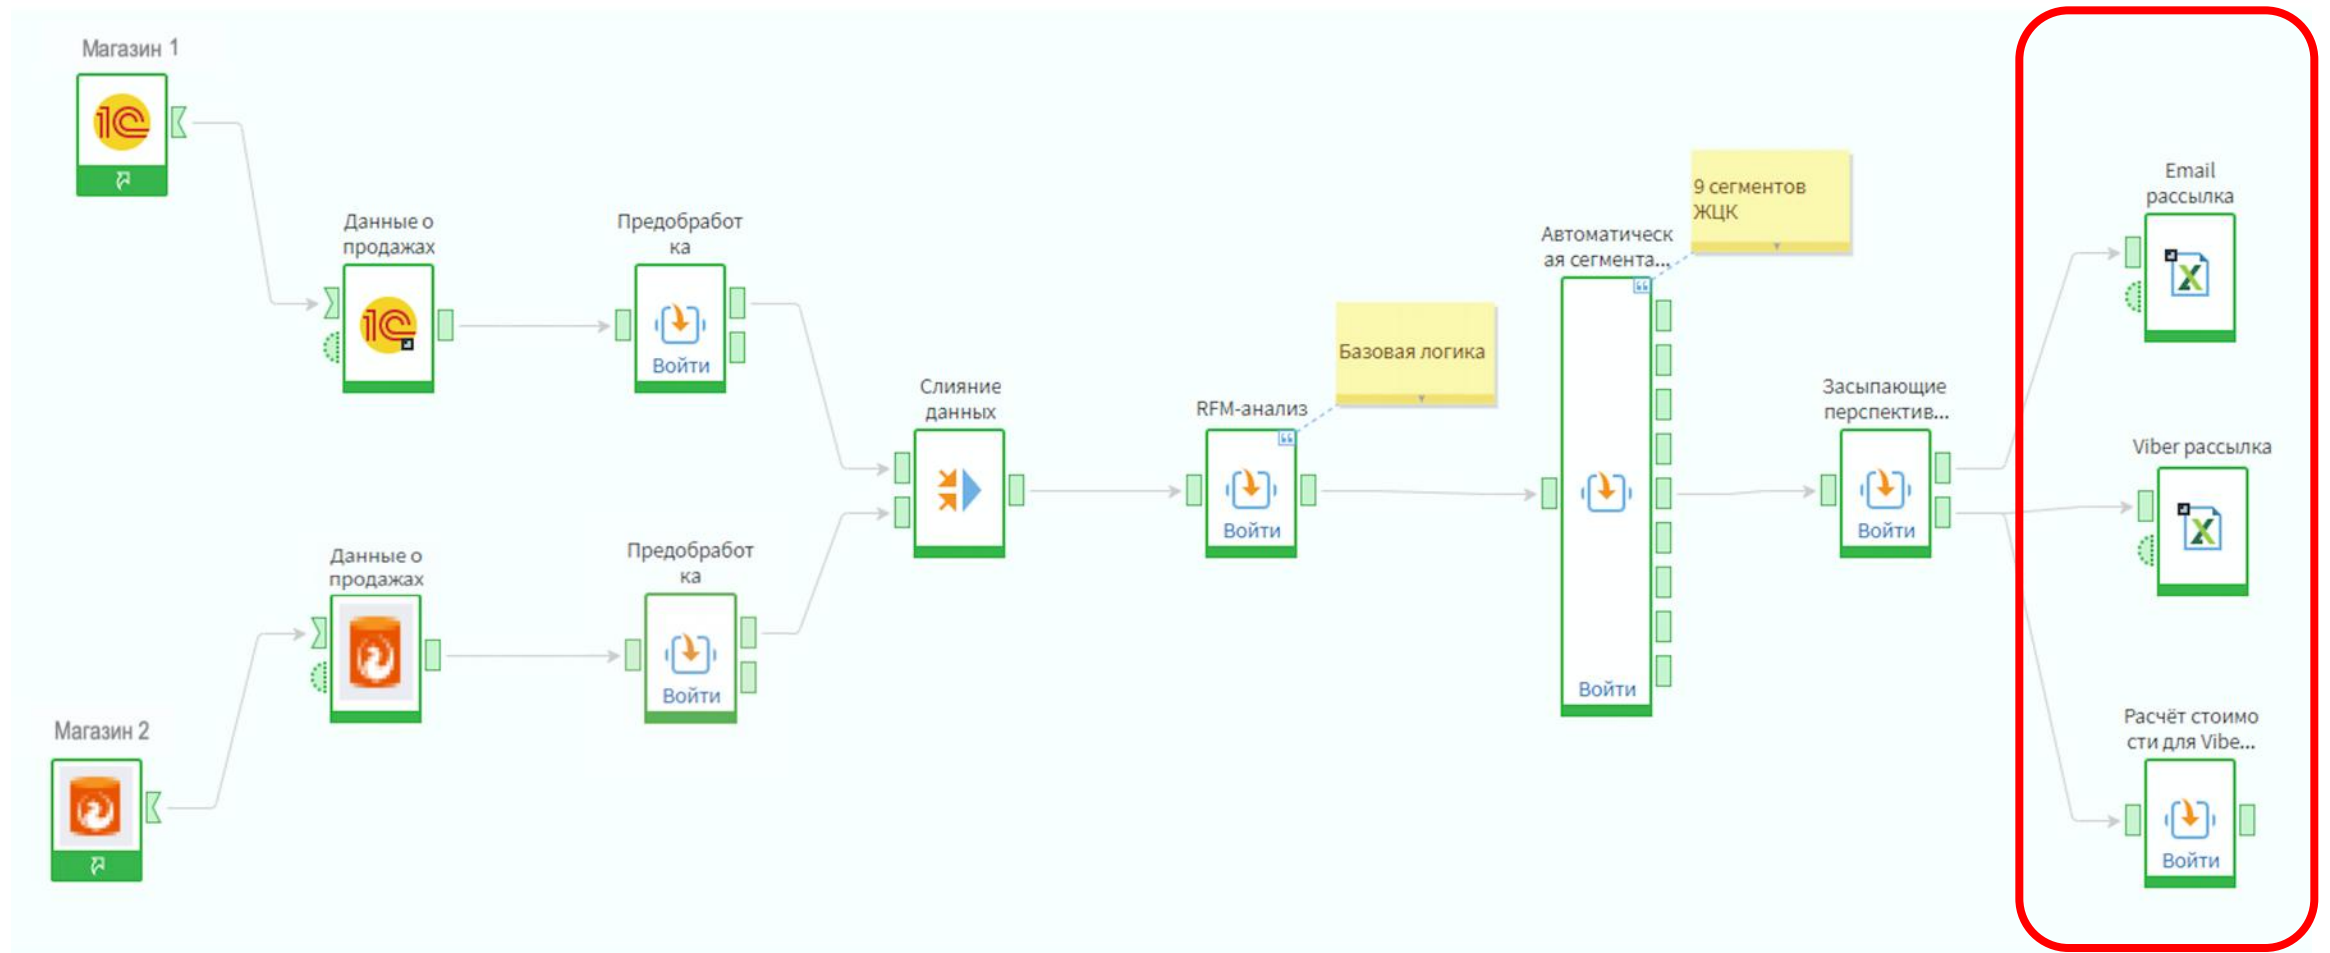 Магазин 1
1С
Данные о
продажах
1С
Предобработ
ка
Войти
Магазин 2
Данные о
продажах
Предобработ
ка
Войти
Слияние
данных
RFM-анализ
Войти
Базовая логика
Автоматическ
ая сегмента...
Войти
9 сегментов
ЖЦК
Засыпающие
перспектив...
Войти
Email
рассылка
X
Viber рассылка
X
Расчёт стоимо
сти для Vibe...
Войти